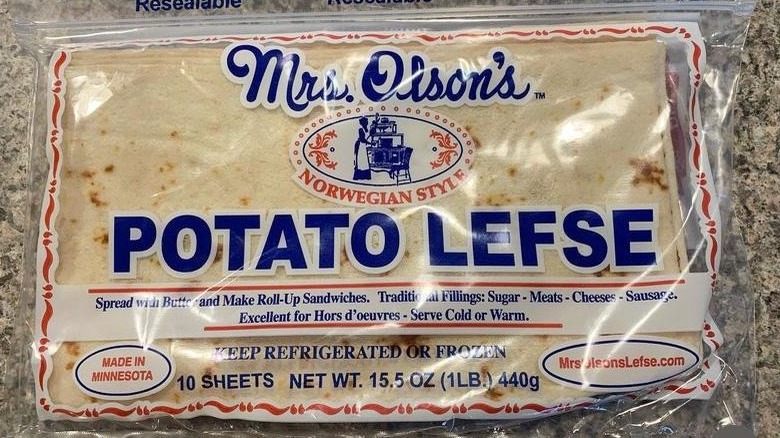 Resealable Resealable
Mrs. Olson's™
NORWEGIAN STYLE
POTATO LEFSE
Spread with Butter and Make Roll-Up Sandwiches. Traditional Fillings: Sugar - Meats - Cheeses - Sausage.
Excellent for Hors d'oeuvres - Serve Cold or Warm.
KEEP REFRIGERATED OR FROZEN
MADE IN
MINNESOTA
10 SHEETS NET WT. 15.5 OZ (1LB.) 440g
MrsOlsonsLefse.com